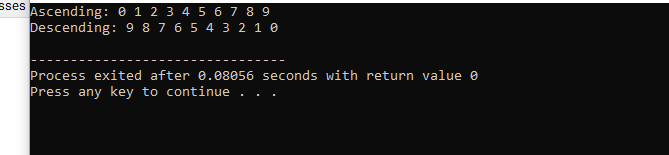 sses
Ascending: 0 1 2 3 4 5 6 7 8 9
Descending: 9 8 7 6 5 4 3 2 1 0
--------------------------------
Process exited after 0.08056 seconds with return value 0
Press any key to continue . . .